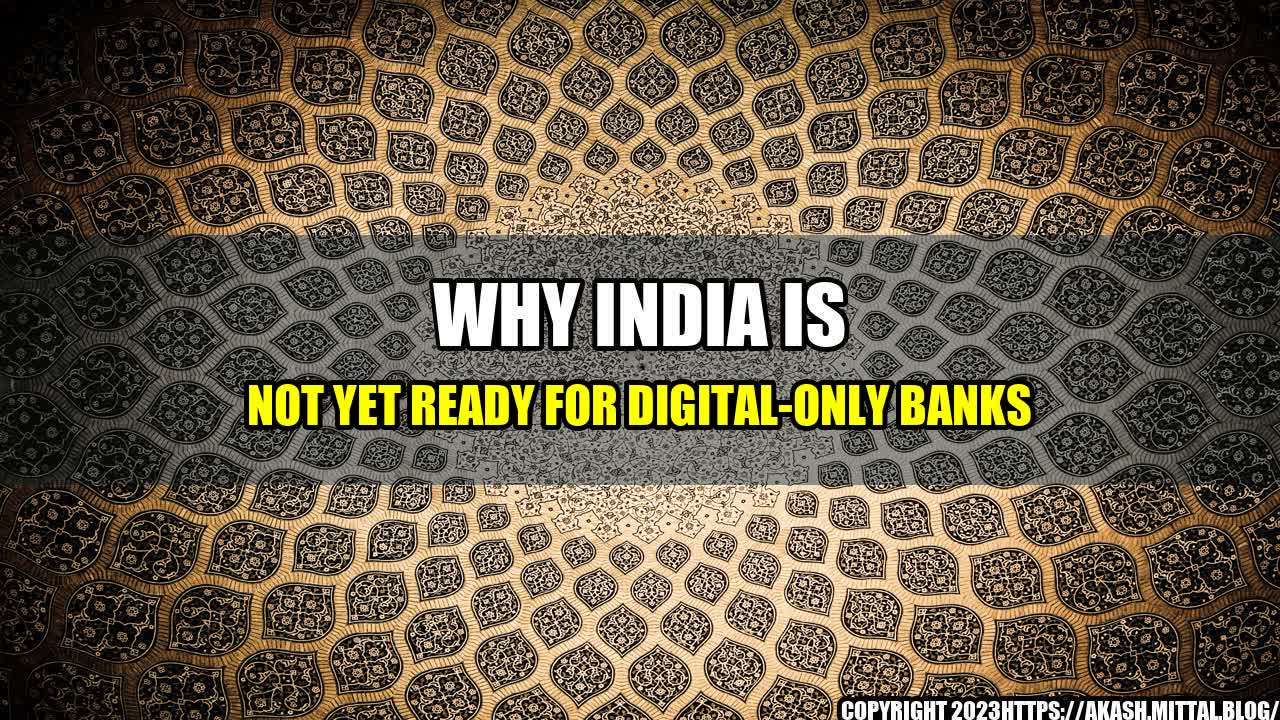 WHY INDIA IS
NOT YET READY FOR DIGITAL-ONLY BANKS
COPYRIGHT 2023HTTPS://AKASH.MITTAL.BLOG/